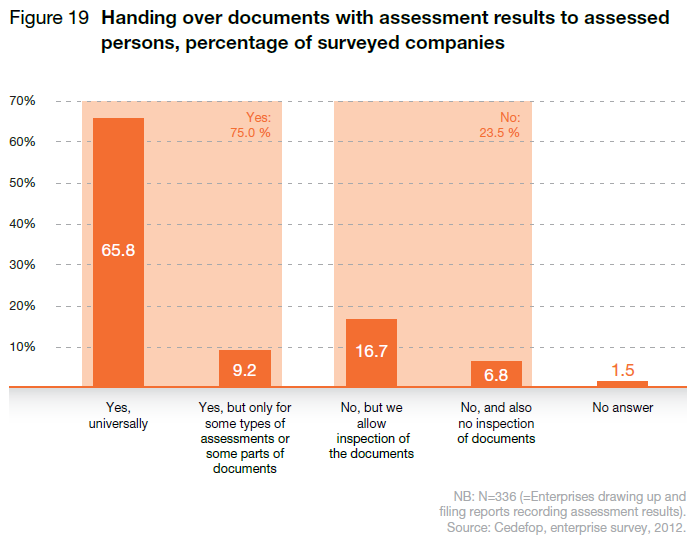 Figure 19 Handing over documents with assessment results to assessed
persons, percentage of surveyed companies
70%
60%
50%
40%
30%
20%
10%
Yes:
75.0 %
No:
23.5 %
65.8
9.2
16.7
6.8
1.5
Yes,
universally
Yes, but only for
some types of
assessments or
some parts of
documents
No, but we
allow
inspection of
the documents
No, and also
no inspection
of documents
No answer
NB: N=336 (=Enterprises drawing up and
filing reports recording assessment results).
Source: Cedefop, enterprise survey, 2012.